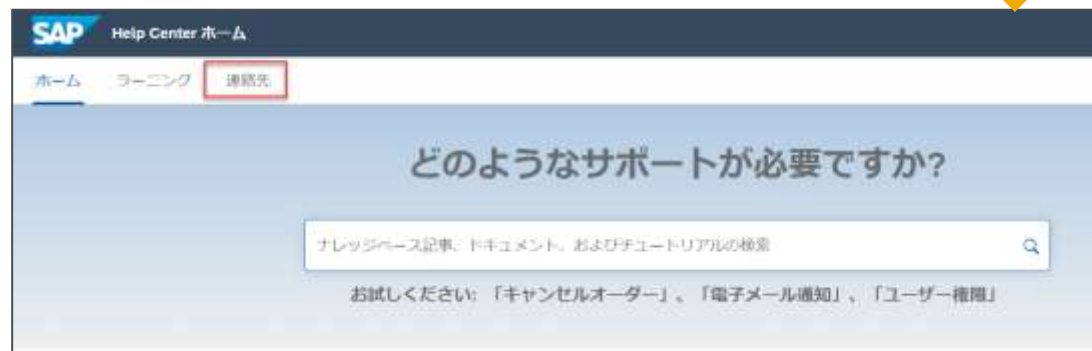 SAP Help Center ホーム
ホーム ラーニング 連絡先
どのようなサポートが必要ですか?
ナレッジベース記事、ドキュメント、およびチュートリアルの検索
お試しください: 「キャンセルオーダー」、「電子メール通知」、「ユーザー権限」